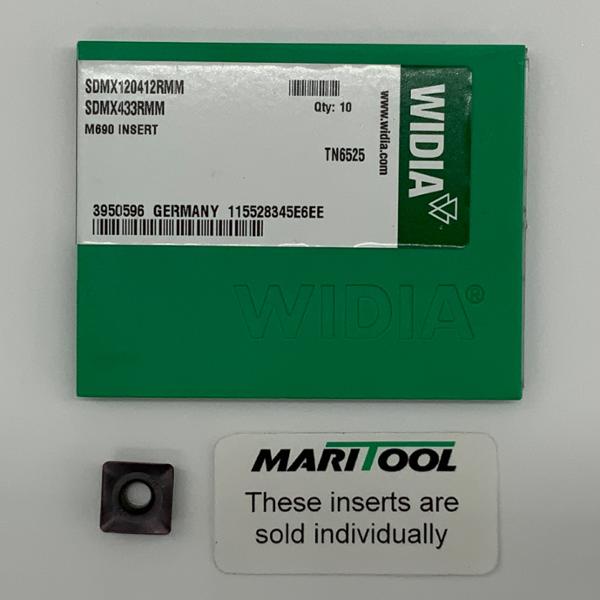 SDMX120412RMM
SDMX433RMM
Qty: 10
M690 INSERT
TN6525
3950596 GERMANY 115528345E6EE
www.widia.com
WIDIA
WIDIA®
MARITOOL
These inserts are
sold individually